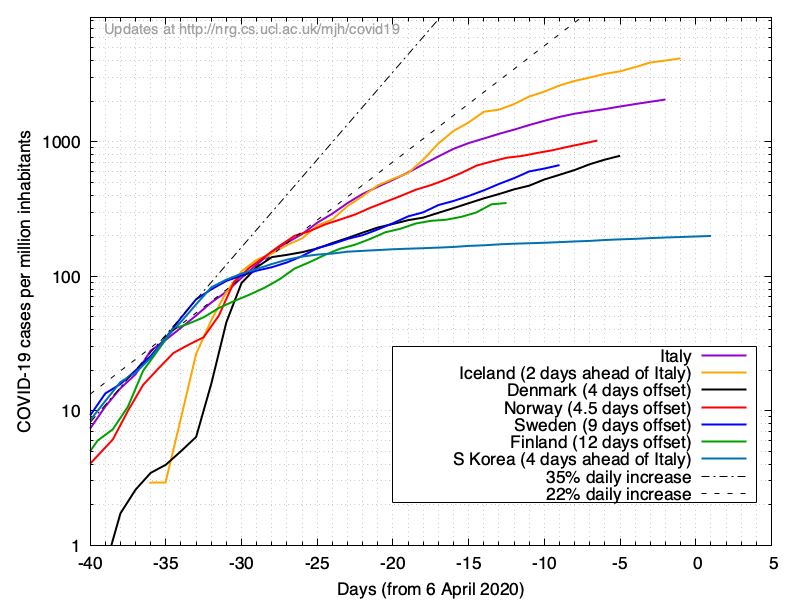 Updates at http://nrg.cs.ucl.ac.uk/mjh/covid19
COVID-19 cases per million inhabitants
1000
100
10
1
Italy
Iceland (2 days ahead of Italy)
Denmark (4 days offset)
Norway (4.5 days offset)
Sweden (9 days offset)
Finland (12 days offset)
S Korea (4 days ahead of Italy)
35% daily increase
22% daily increase
-40 -35 -30 -25 -20 -15 -10 -5 0 5
Days (from 6 April 2020)